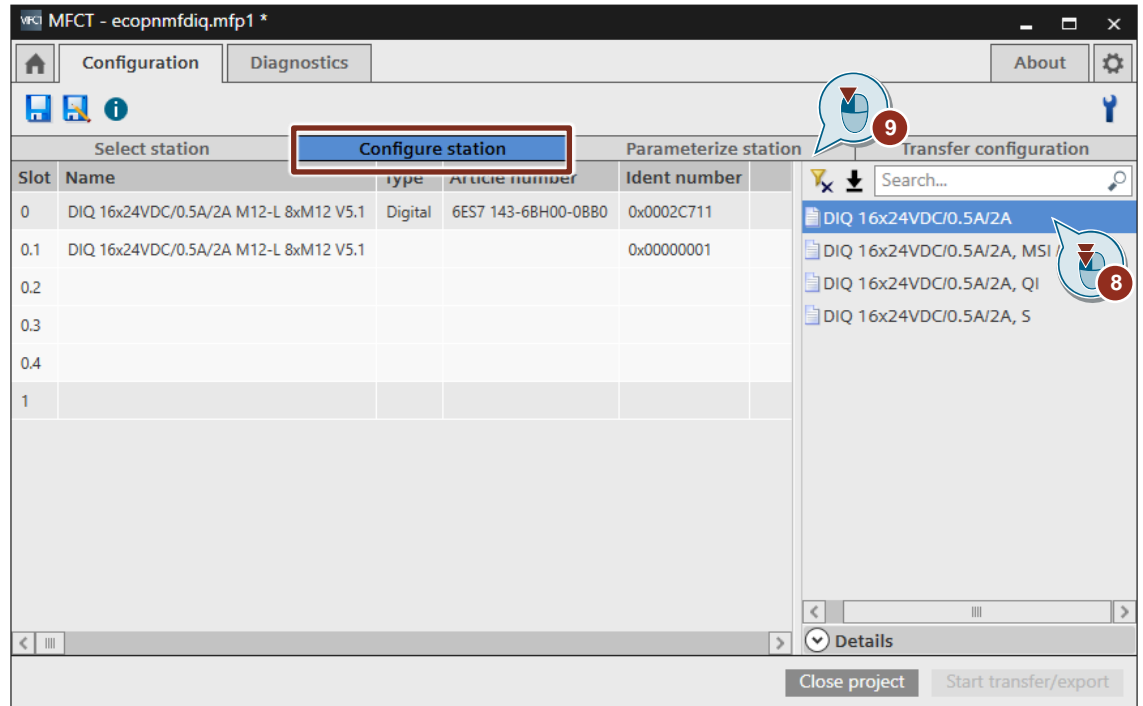 MFCT MFCT - ecopnmfdiq.mfp1 *
Configuration Diagnostics About
i
9
Select station Configure station Parameterize station Transfer configuration
Slot Name Type Article number Ident number Search...
0 DIQ 16x24VDC/0.5A/2A M12-L 8xM12 V5.1 Digital 6ES7 143-6BH00-0BB0 0x0002C711 DIQ 16x24VDC/0.5A/2A
0.1 DIQ 16x24VDC/0.5A/2A M12-L 8xM12 V5.1 0x00000001 DIQ 16x24VDC/0.5A/2A, MSI /
8
0.2 DIQ 16x24VDC/0.5A/2A, QI
0.3 DIQ 16x24VDC/0.5A/2A, S
0.4
1
Details
Close project Start transfer/export